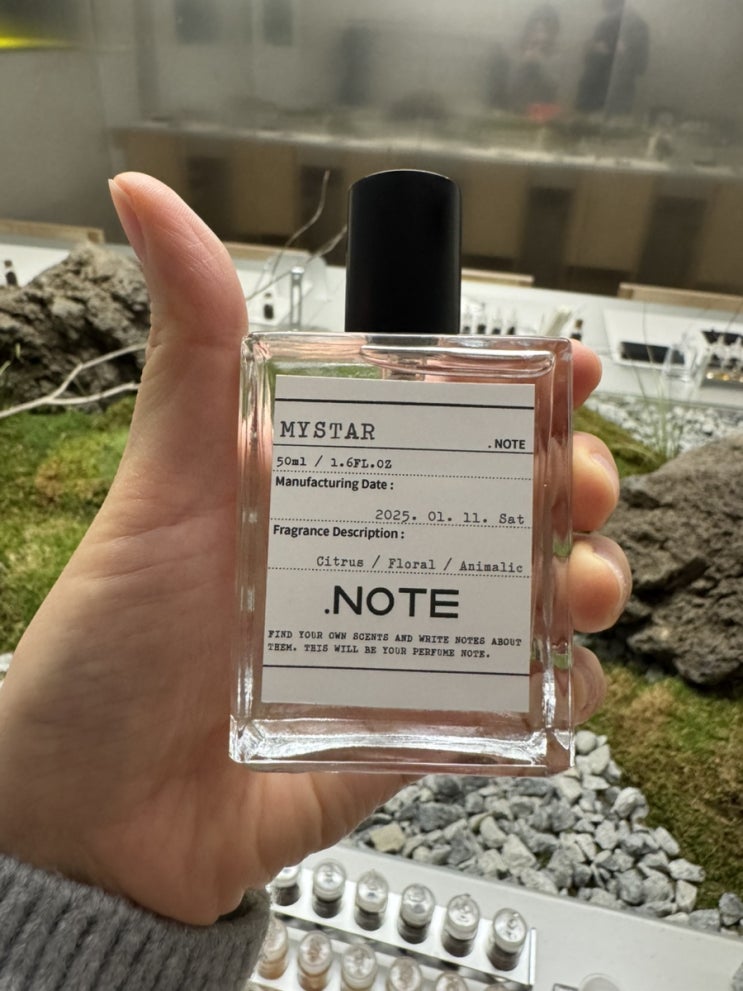 MYSTAR
.NOTE
50ml / 1.6FL.OZ
Manufacturing Date :
2025. 01. 11. Sat
Fragrance Description :
Citrus / Floral / Animalic
.NOTE
FIND YOUR OWN SCENTS AND WRITE NOTES ABOUT
THEM. THIS WILL BE YOUR PERFUME NOTE.